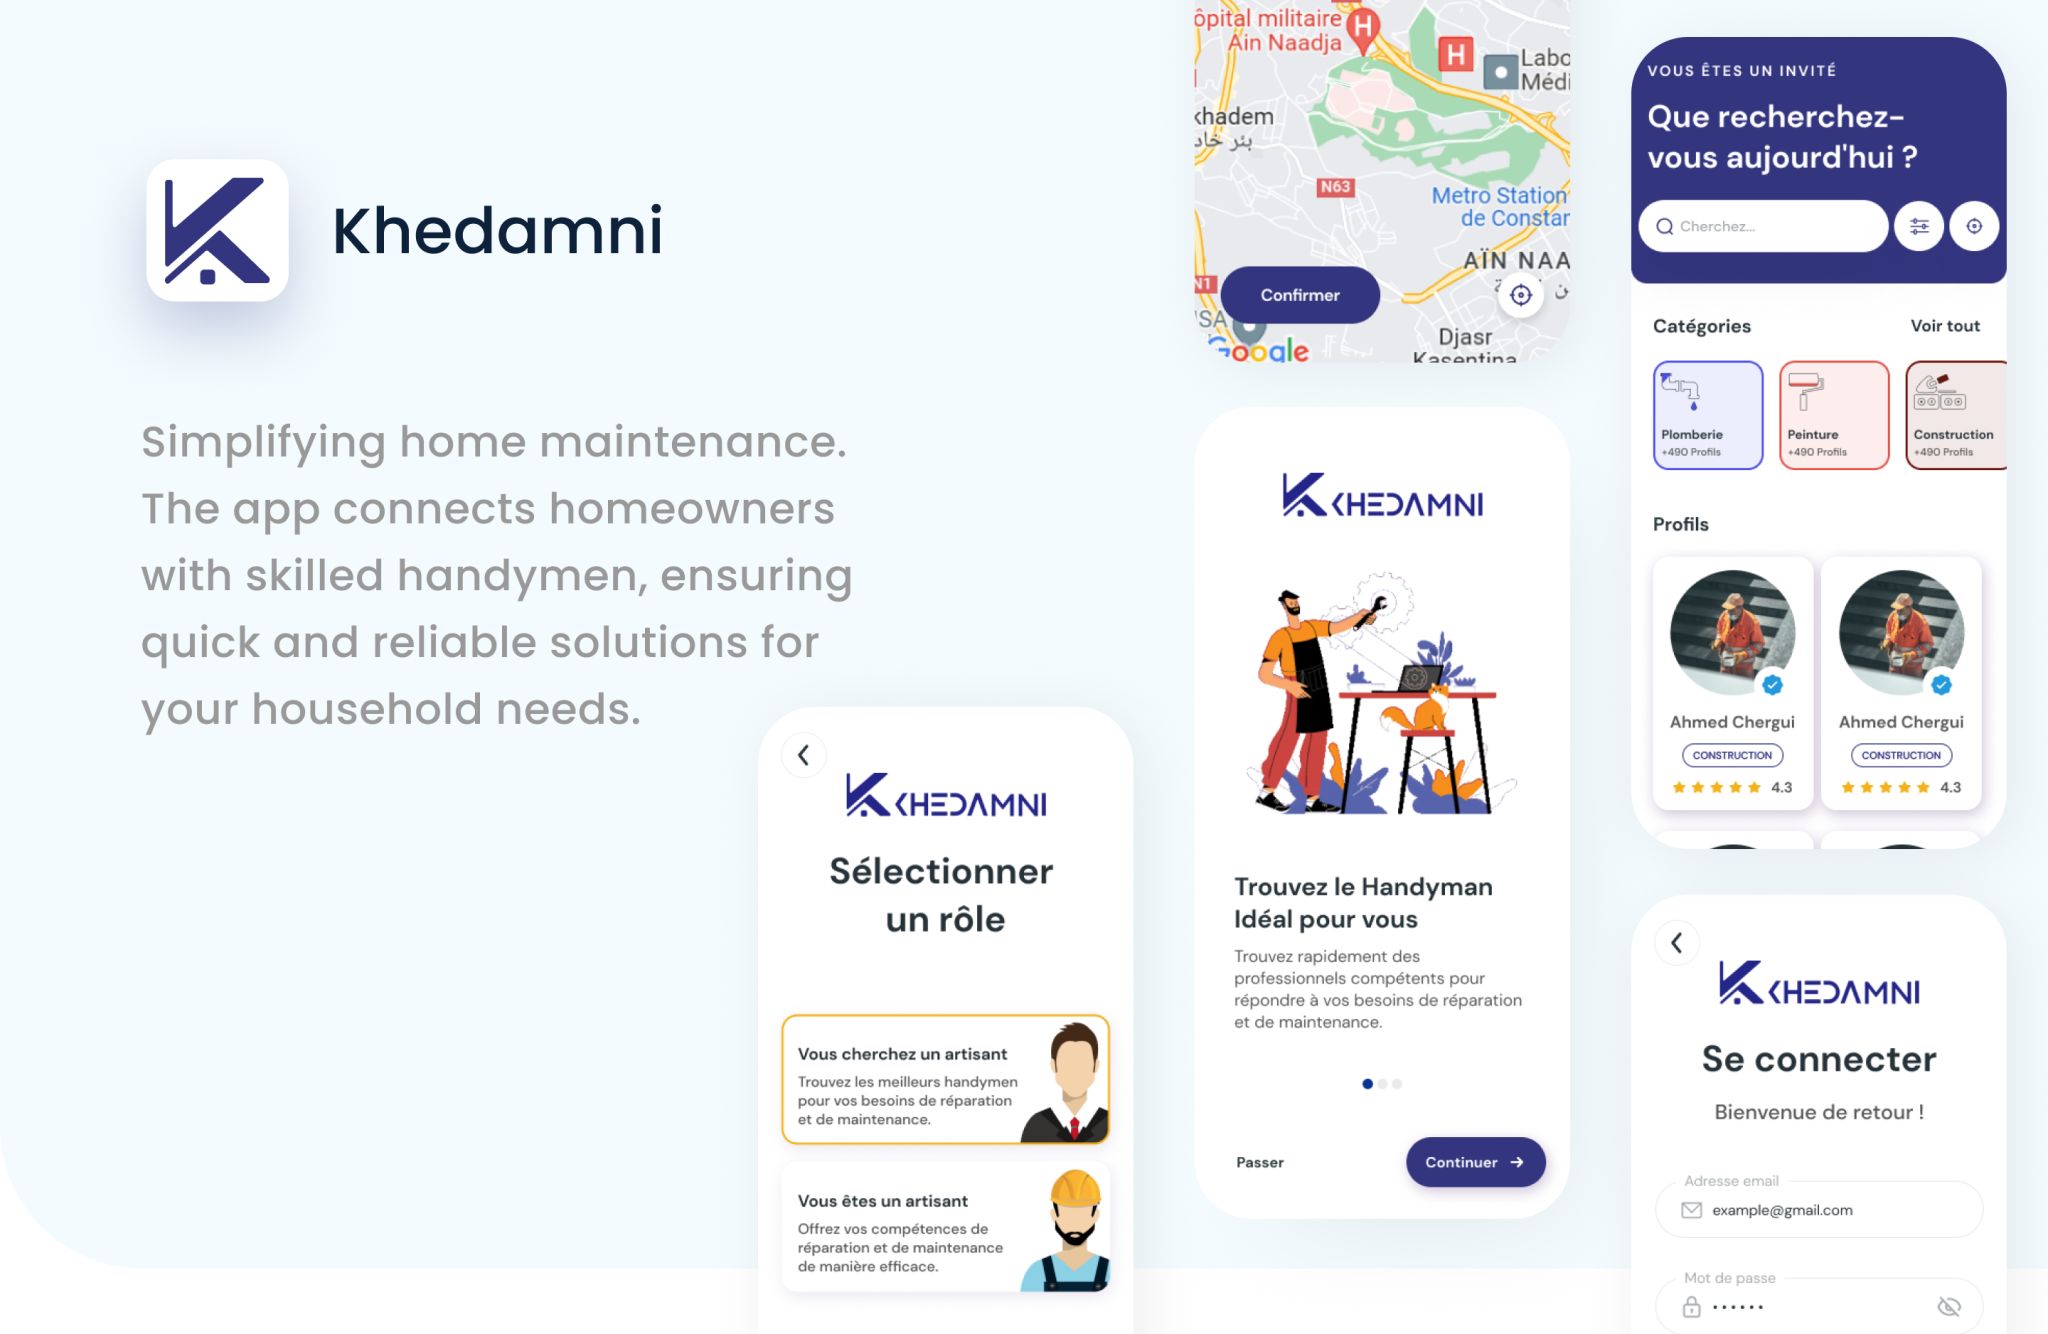 Khedamni
Simplifying home maintenance.
The app connects homeowners
with skilled handymen, ensuring
quick and reliable solutions for
your household needs.
KHEDAMNI
Sélectionner
un rôle
Vous cherchez un artisant
Trouvez les meilleurs handymen
pour vos besoins de réparation
et de maintenance.
Vous êtes un artisant
Offrez vos compétences de
réparation et de maintenance
de manière efficace.
ôpital militaire
Ain Naadja
H
H
Labo
Médi
khadem
بئر خاد
N63
Metro Station
de Constan
AÏN NAA
N1
Confirmer
USA
Djasr
Kasentina
Google
KHEDAMNI
Trouvez le Handyman
Idéal pour vous
Trouvez rapidement des
professionnels compétents pour
répondre à vos besoins de réparation
et de maintenance.
Passer
Continuer →
VOUS ÊTES UN INVITÉ
Que recherchez-
vous aujourd'hui ?
Cherchez...
Catégories
Voir tout
Plomberie
+490 Profils
Peinture
+490 Profils
Construction
+490 Profils
Profils
Ahmed Chergui
CONSTRUCTION
4.3
Ahmed Chergui
CONSTRUCTION
4.3
KHEDAMNI
Se connecter
Bienvenue de retour !
Adresse email
example@gmail.com
Mot de passe
••••••